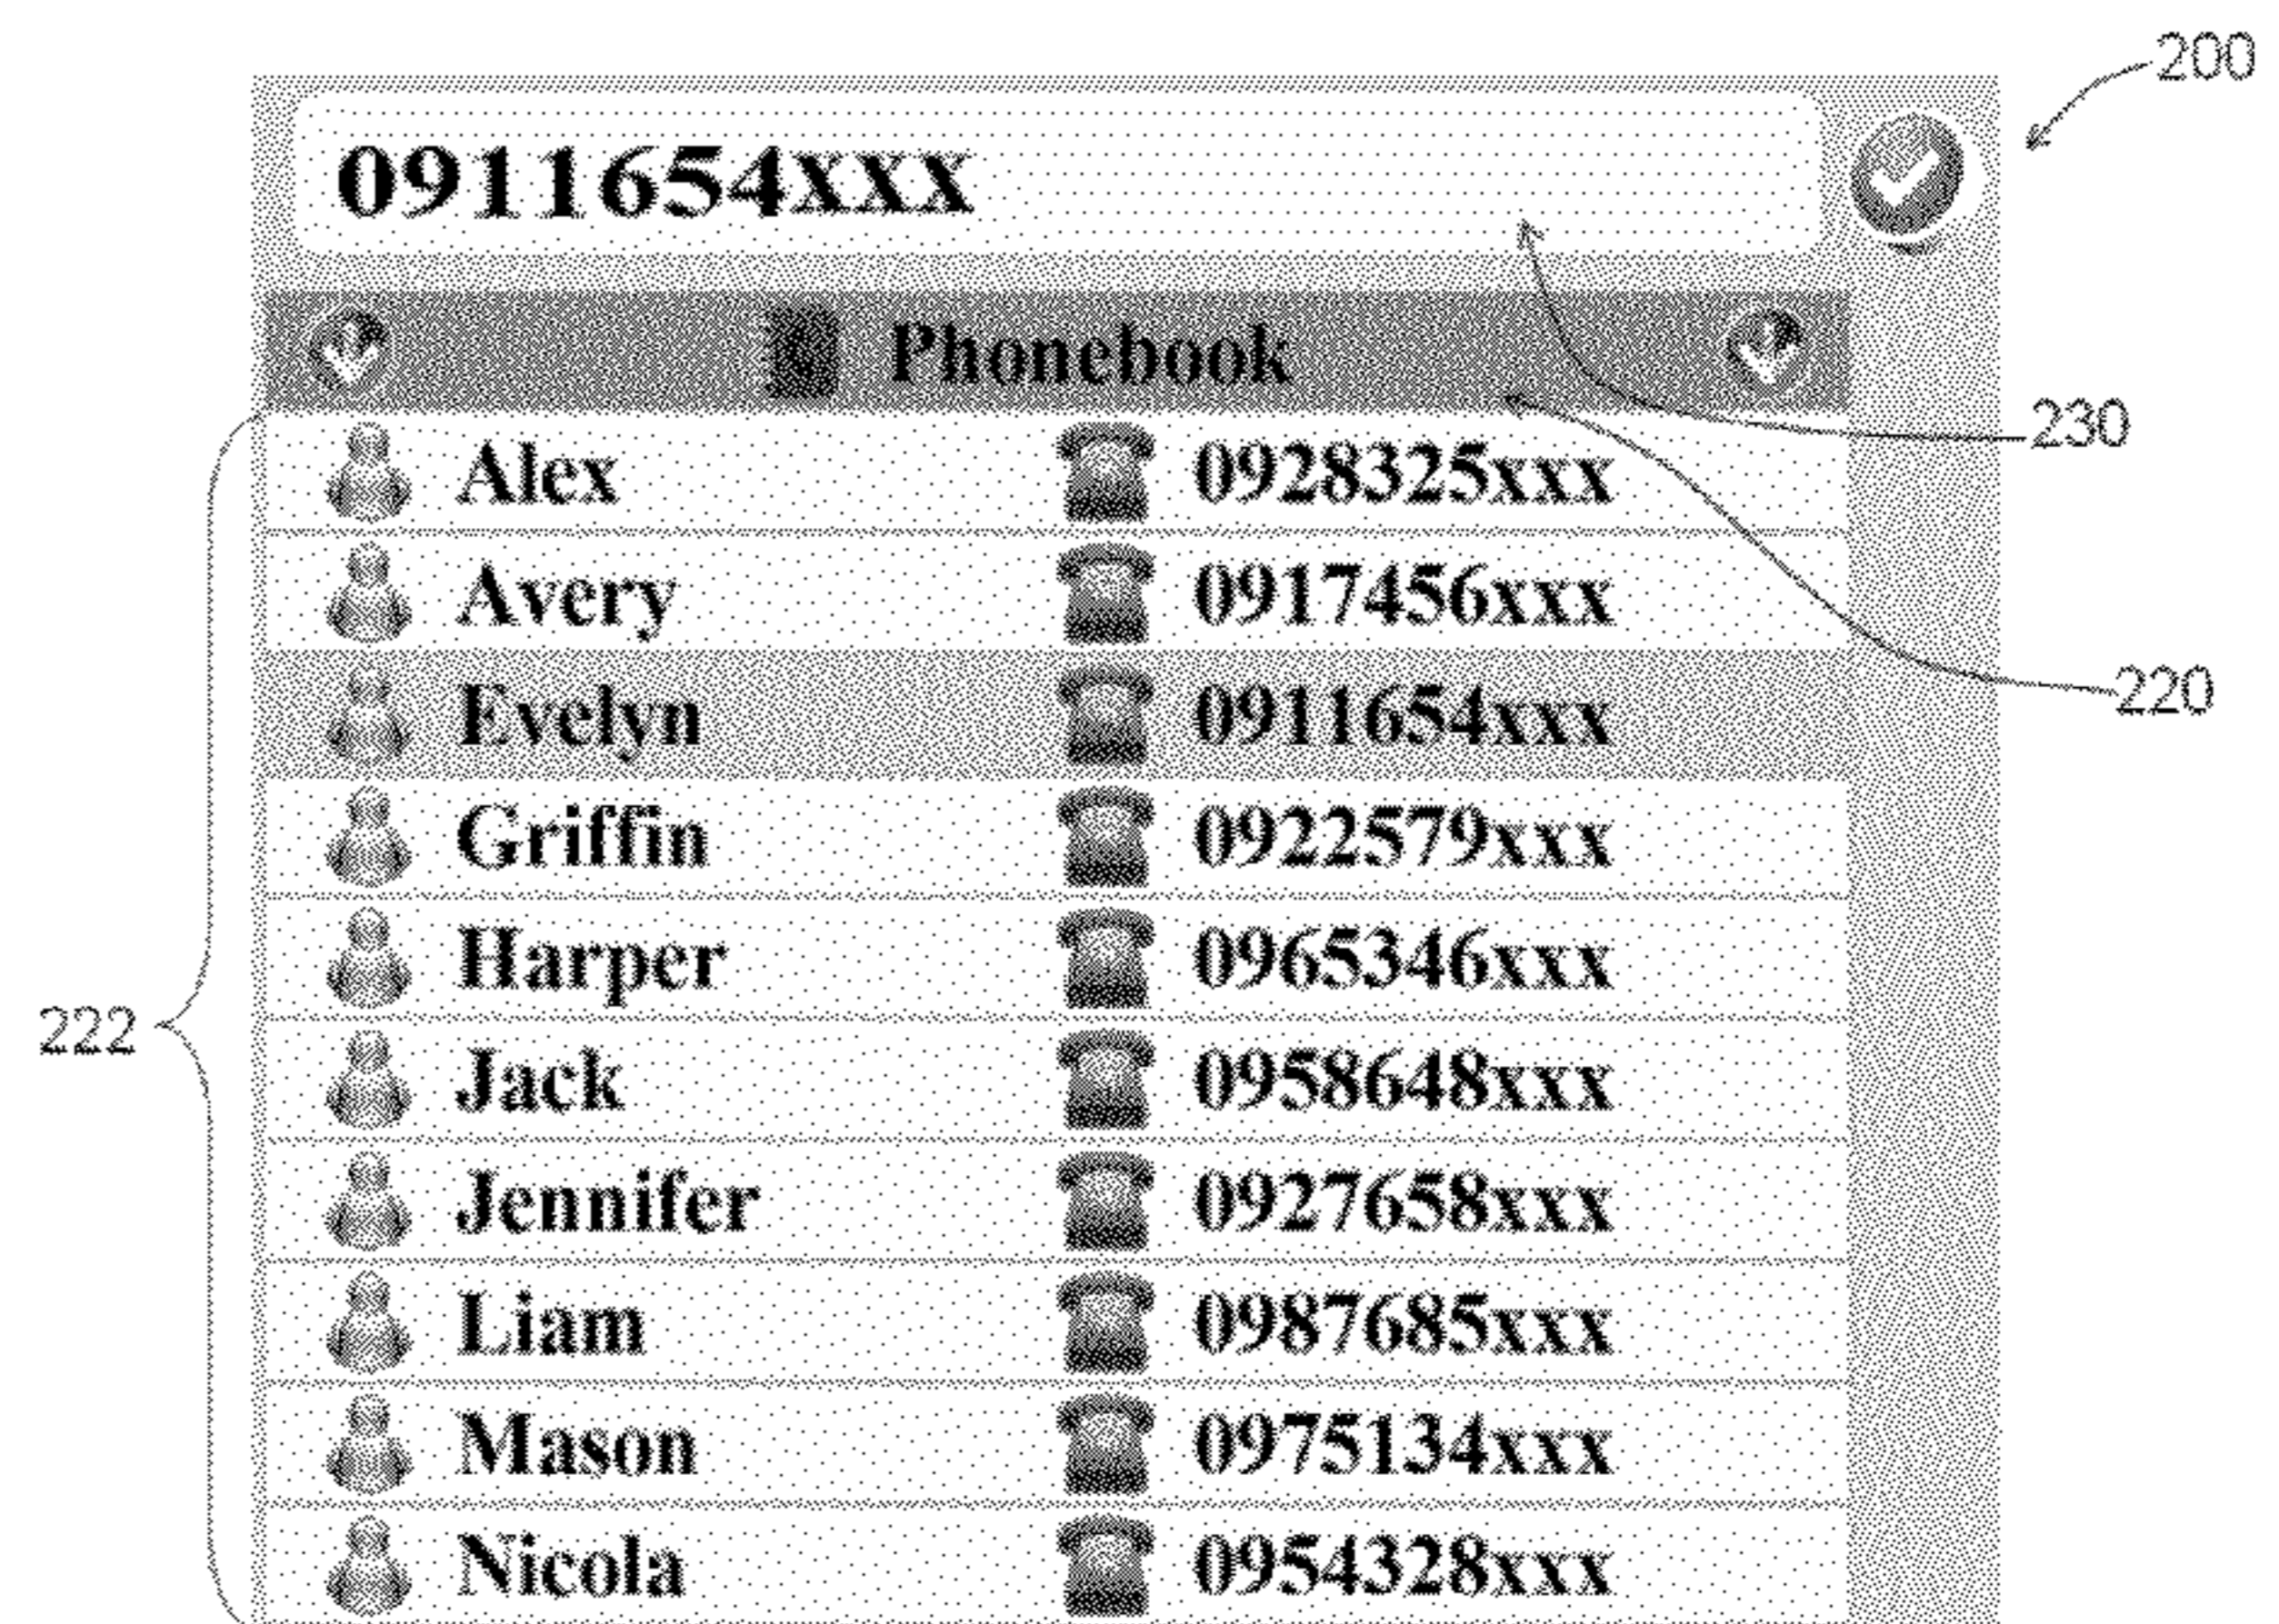 200
0911654xxx
Phonebook
230
Alex 0928325xxx
Avery 0917456xxx
Evelyn 0911654xxx
220
Griffin 0922579xxx
Harper 0965346xxx
222
Jack 0958648xxx
Jennifer 0927658xxx
Liam 0987685xxx
Mason 0975134xxx
Nicola 0954328xxx